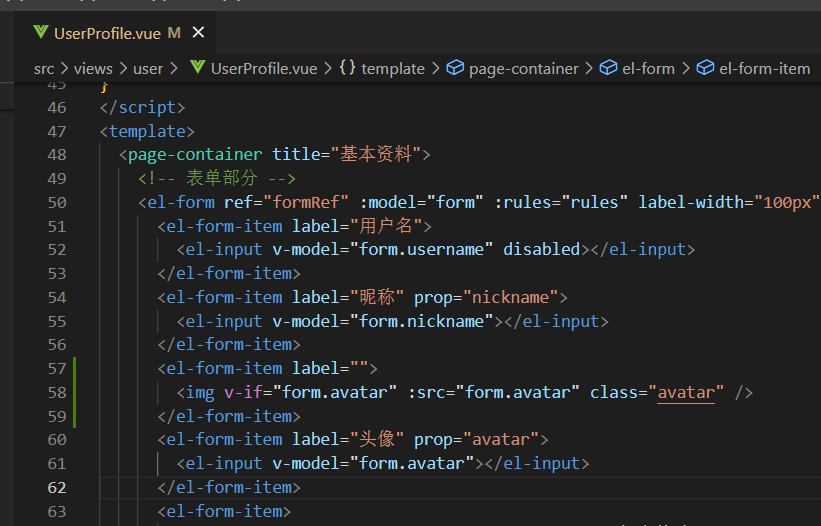 UserProfile.vue M ×
src > views > user > UserProfile.vue > {} template > page-container > el-form > el-form-item
45 }
46 </script>
47 <template>
48 <page-container title="基本资料">
49 <!-- 表单部分 -->
50 <el-form ref="formRef" :model="form" :rules="rules" label-width="100px"
51 <el-form-item label="用户名">
52 <el-input v-model="form.username" disabled></el-input>
53 </el-form-item>
54 <el-form-item label="昵称" prop="nickname">
55 <el-input v-model="form.nickname"></el-input>
56 </el-form-item>
57 <el-form-item label="">
58 <img v-if="form.avatar" :src="form.avatar" class="avatar" />
59 </el-form-item>
60 <el-form-item label="头像" prop="avatar">
61 <el-input v-model="form.avatar"></el-input>
62 </el-form-item>
63 <el-form-item>